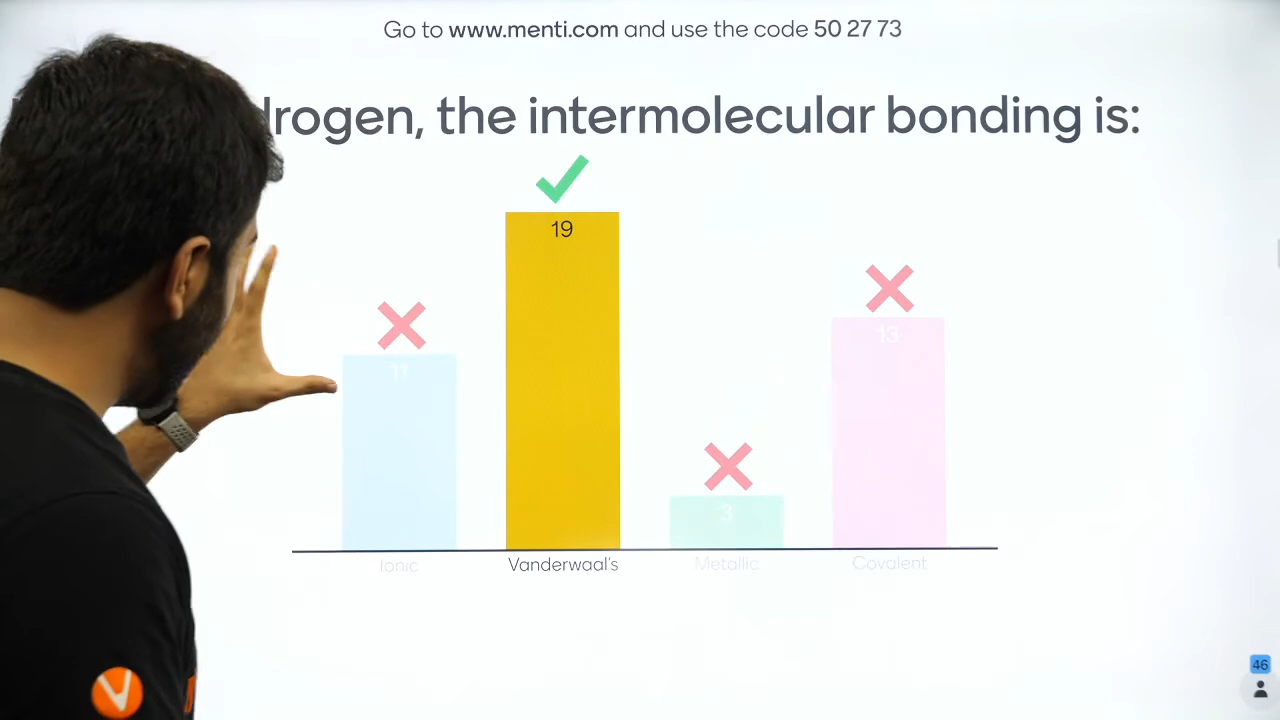 Go to www.menti.com and use the code 50 27 73
drogen, the intermolecular bonding is:
19
11
13
3
Ionic
Vanderwaal's
Metallic
Covalent
46